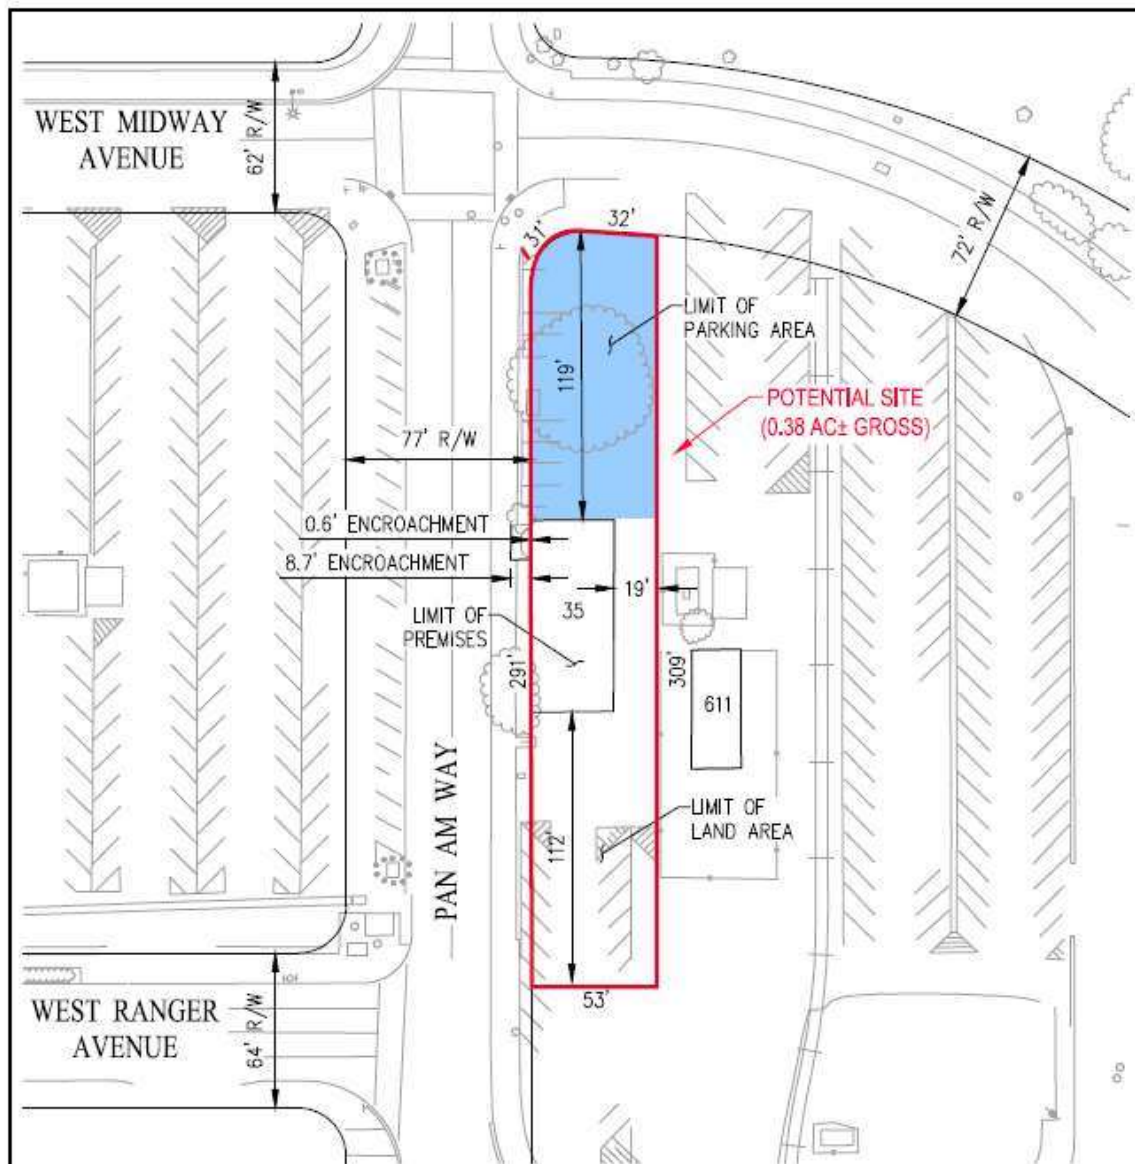 WEST MIDWAY
AVENUE
62' R/W
31'
32'
72' R/W
LIMIT OF
PARKING AREA
119'
POTENTIAL SITE
(0.38 AC± GROSS)
77' R/W
0.6' ENCROACHMENT
8.7' ENCROACHMENT
19'
35
LIMIT OF
PREMISES
291'
309'
611
PAN AM WAY
LIMIT OF
LAND AREA
112'
53'
WEST RANGER
AVENUE
64' R/W